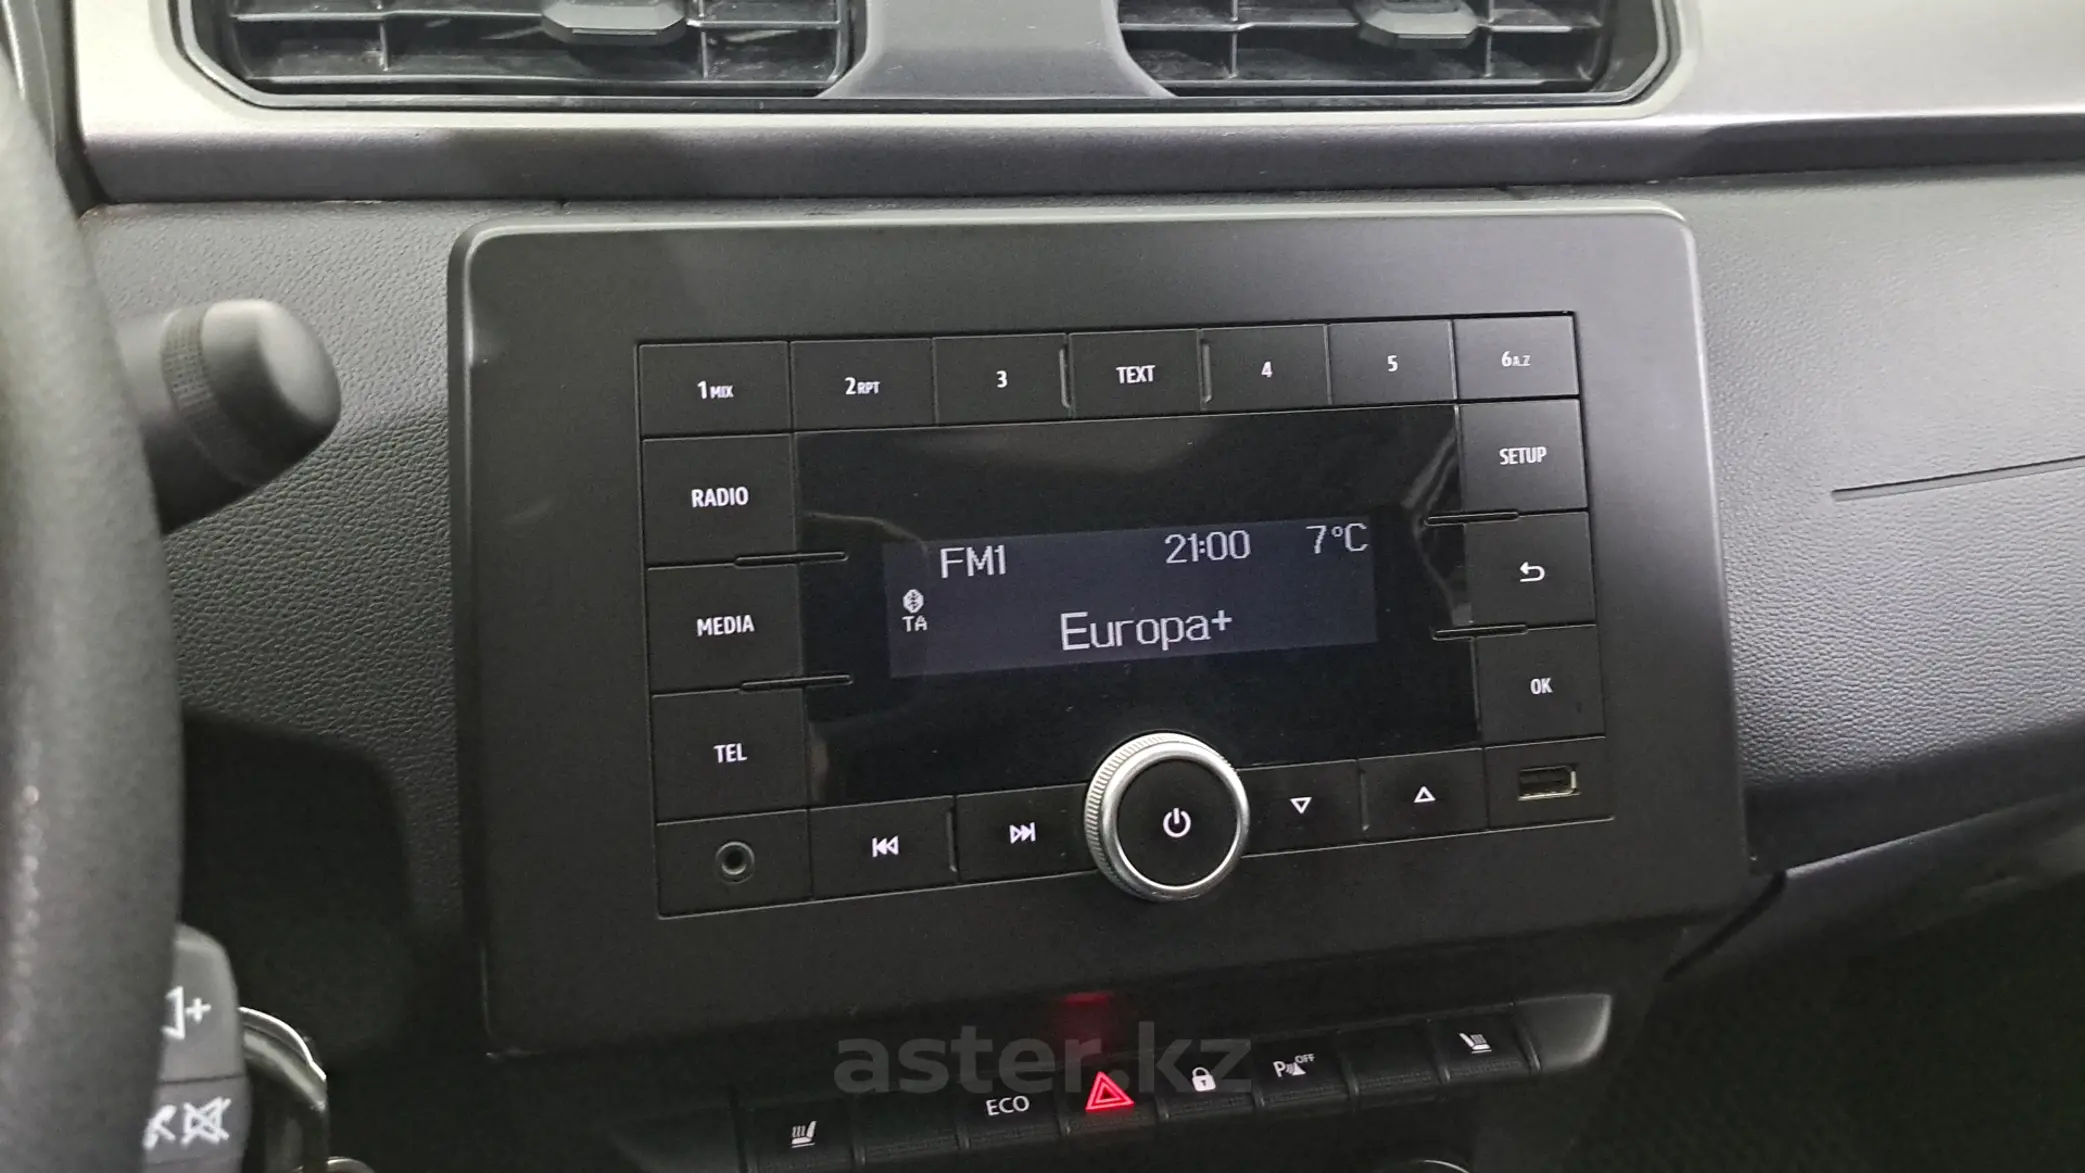 1MIX 2RPT 3 TEXT 4 5 6A.Z
RADIO
SETUP
FM1 21:00 7°C
TA
Europa+
MEDIA
OK
TEL
aster.kz
ECO
P OFF
+